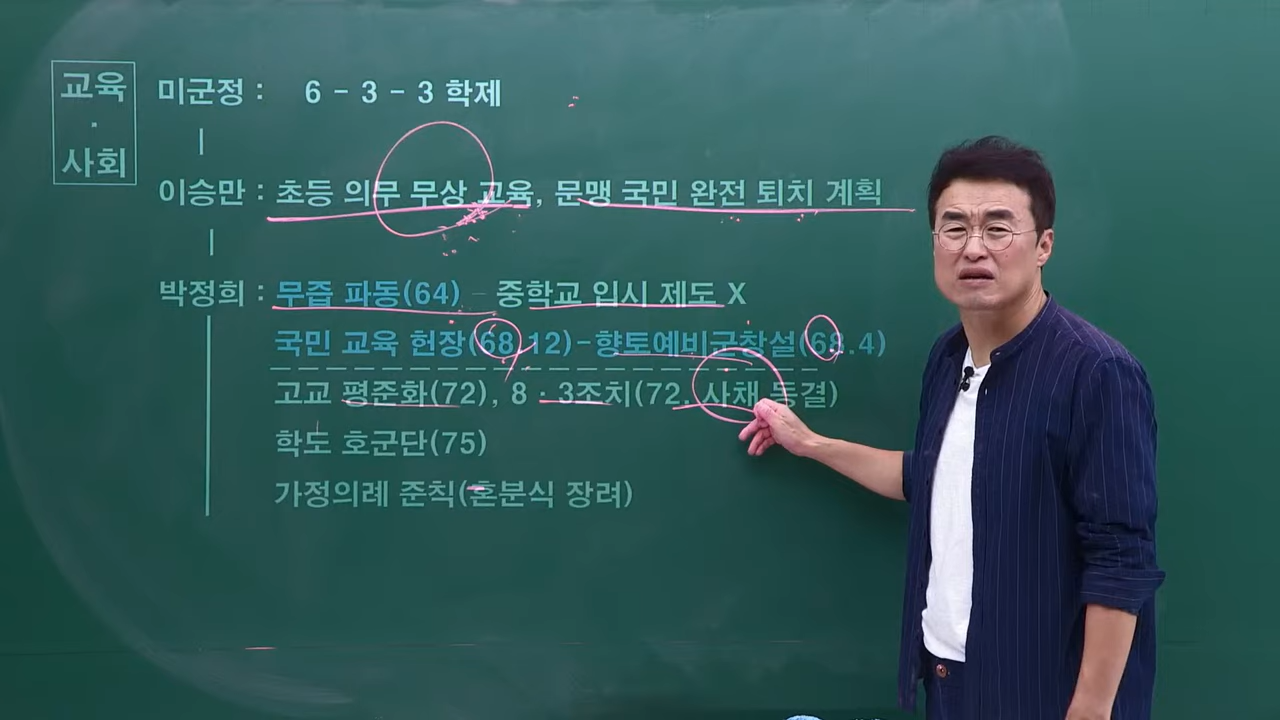 교육
·
사회
미군정 : 6 - 3 - 3 학제
이승만 : 초등 의무 무상 교육, 문맹 국민 완전 퇴치 계획
박정희 : 무즙 파동(64) - 중학교 입시 제도 X
국민 교육 헌장(68.12)-향토예비군창설(68.4)
고교 평준화(72), 8 · 3조치(72. 사채 동결)
학도 호군단(75)
가정의례 준칙(혼분식 장려)